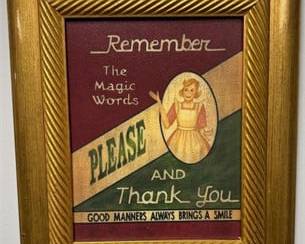 Remember
The
Magic
Words
PLEASE
AND
Thank You
GOOD MANNERS ALWAYS BRINGS A SMILE